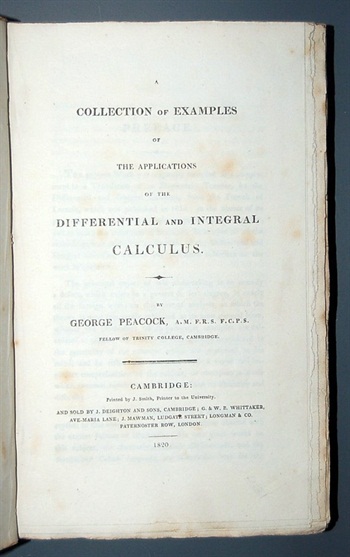 A
COLLECTION OF EXAMPLES
OF
THE APPLICATIONS
OF THE
DIFFERENTIAL AND INTEGRAL
CALCULUS.
BY
GEORGE PEACOCK, A.M. F.R.S. F.C.P.S.
FELLOW OF TRINITY COLLEGE, CAMBRIDGE.
CAMBRIDGE:
Printed by J. Smith, Printer to the University.
AND SOLD BY J. DEIGHTON AND SONS, CAMBRIDGE; G. & W. B. WHITTAKER,
AVE-MARIA LANE; J. MAWMAN, LUDGATE STREET; LONGMAN & CO.
PATERNOSTER ROW, LONDON
1820